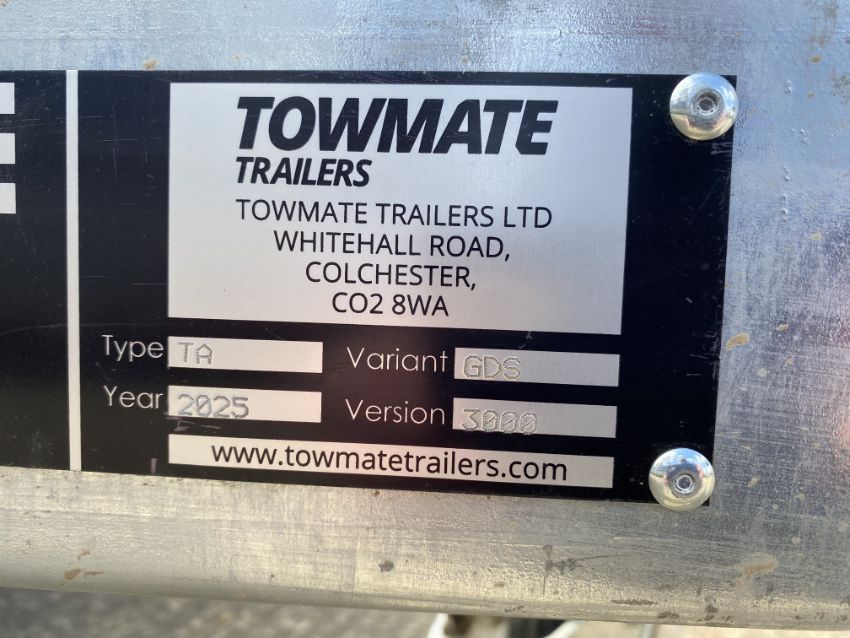 TOWMATE
TRAILERS
TOWMATE TRAILERS LTD
WHITEHALL ROAD,
COLCHESTER,
CO2 8WA
Type TA Variant GDS
Year 2025 Version 3000
www.towmatetrailers.com